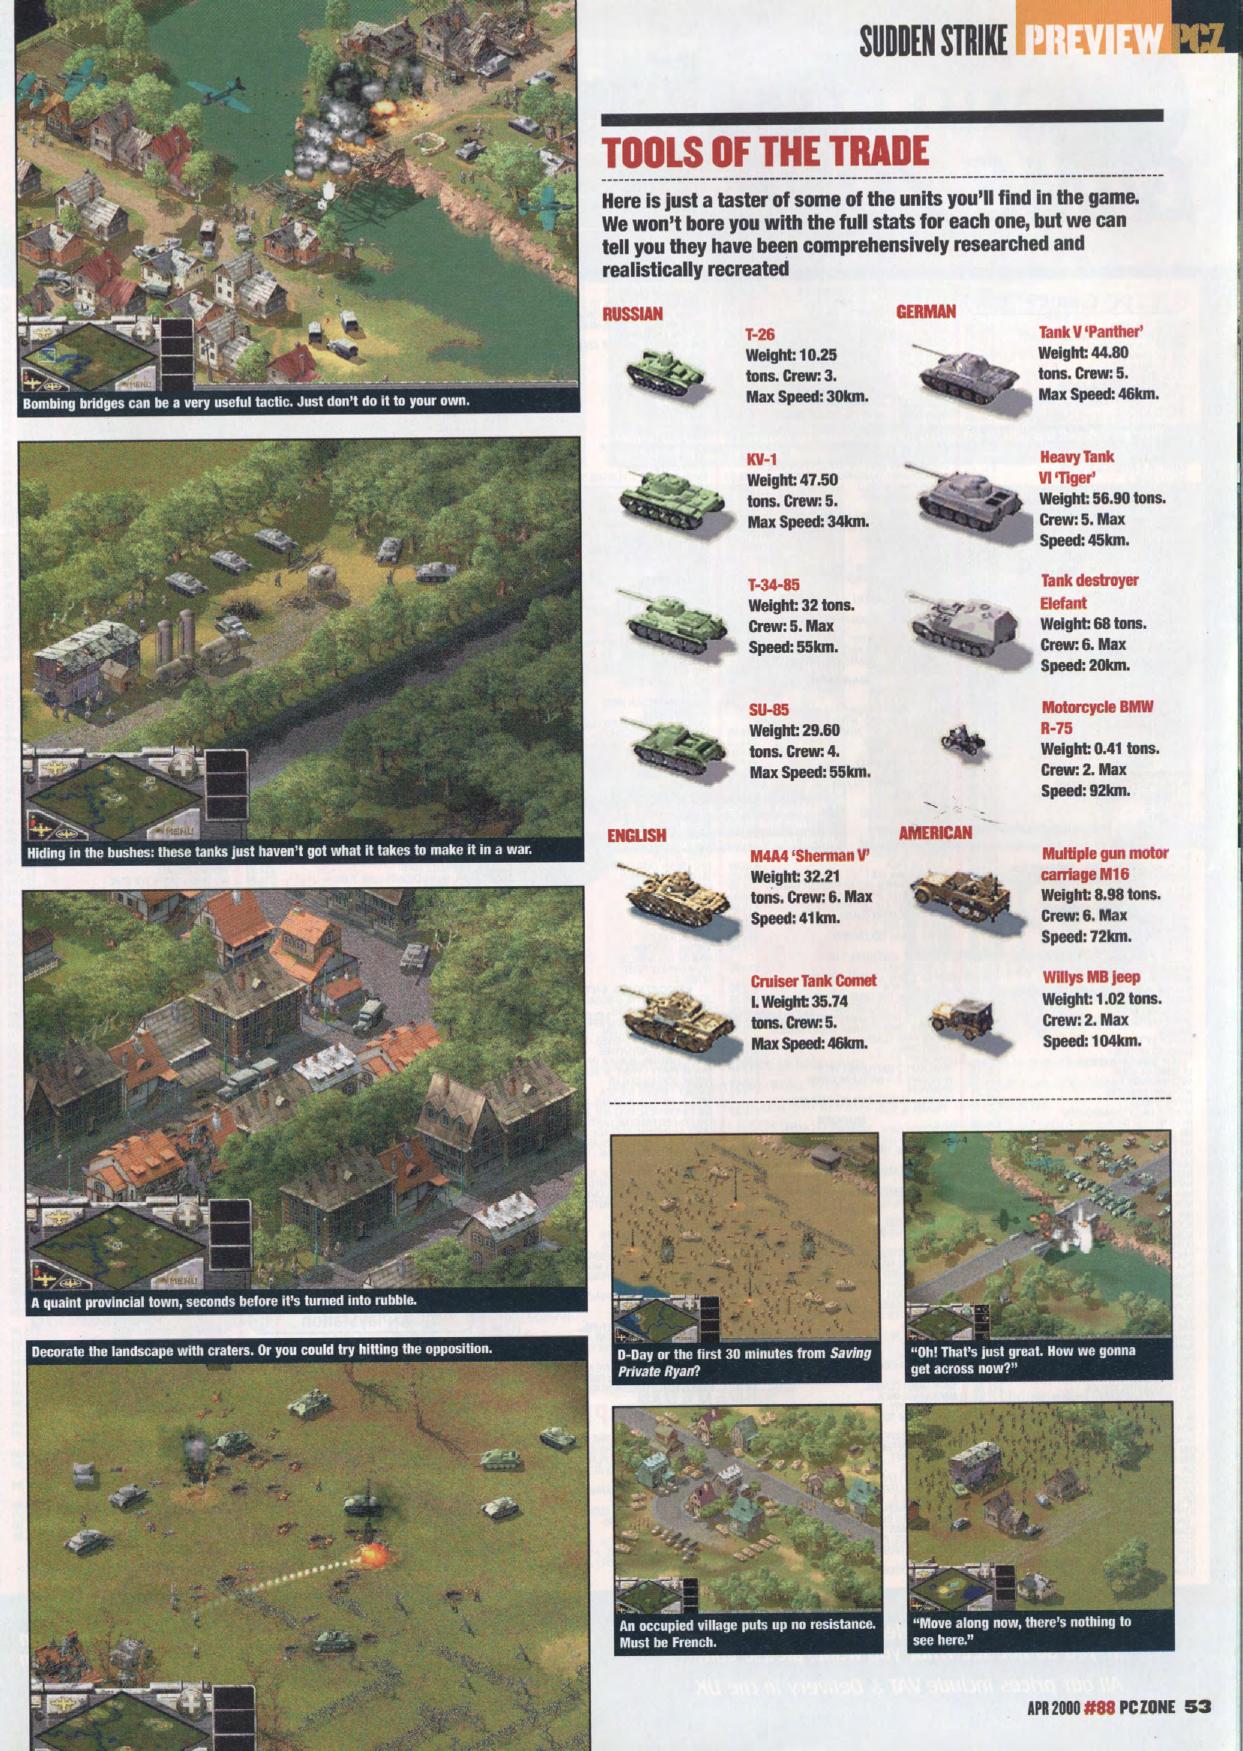 SUDDEN STRIKE PREVIEW PCZ
Bombing bridges can be a very useful tactic. Just don't do it to your own.
MENU
Hiding in the bushes: these tanks just haven't got what it takes to make it in a war.
MENU
A quaint provincial town, seconds before it's turned into rubble.
MENU
Decorate the landscape with craters. Or you could try hitting the opposition.
TOOLS OF THE TRADE
Here is just a taster of some of the units you'll find in the game.
We won't bore you with the full stats for each one, but we can
tell you they have been comprehensively researched and
realistically recreated
RUSSIAN
T-26
Weight: 10.25
tons. Crew: 3.
Max Speed: 30km.
KV-1
Weight: 47.50
tons. Crew: 5.
Max Speed: 34km.
T-34-85
Weight: 32 tons.
Crew: 5. Max
Speed: 55km.
SU-85
Weight: 29.60
tons. Crew: 4.
Max Speed: 55km.
GERMAN
Tank V 'Panther'
Weight: 44.80
tons. Crew: 5.
Max Speed: 46km.
Heavy Tank
VI 'Tiger'
Weight: 56.90 tons.
Crew: 5. Max
Speed: 45km.
Tank destroyer
Elefant
Weight: 68 tons.
Crew: 6. Max
Speed: 20km.
Motorcycle BMW
R-75
Weight: 0.41 tons.
Crew: 2. Max
Speed: 92km.
ENGLISH
M4A4 'Sherman V'
Weight: 32.21
tons. Crew: 6. Max
Speed: 41km.
Cruiser Tank Comet
I. Weight: 35.74
tons. Crew: 5.
Max Speed: 46km.
AMERICAN
Multiple gun motor
carriage M16
Weight: 8.98 tons.
Crew: 6. Max
Speed: 72km.
Willys MB jeep
Weight: 1.02 tons.
Crew: 2. Max
Speed: 104km.
D-Day or the first 30 minutes from Saving
Private Ryan?
"Oh! That's just great. How we gonna
get across now?"
An occupied village puts up no resistance.
Must be French.
"Move along now, there's nothing to
see here."
All our prices include VAT & Delivery in the UK
APR 2000 #88 PC ZONE 53